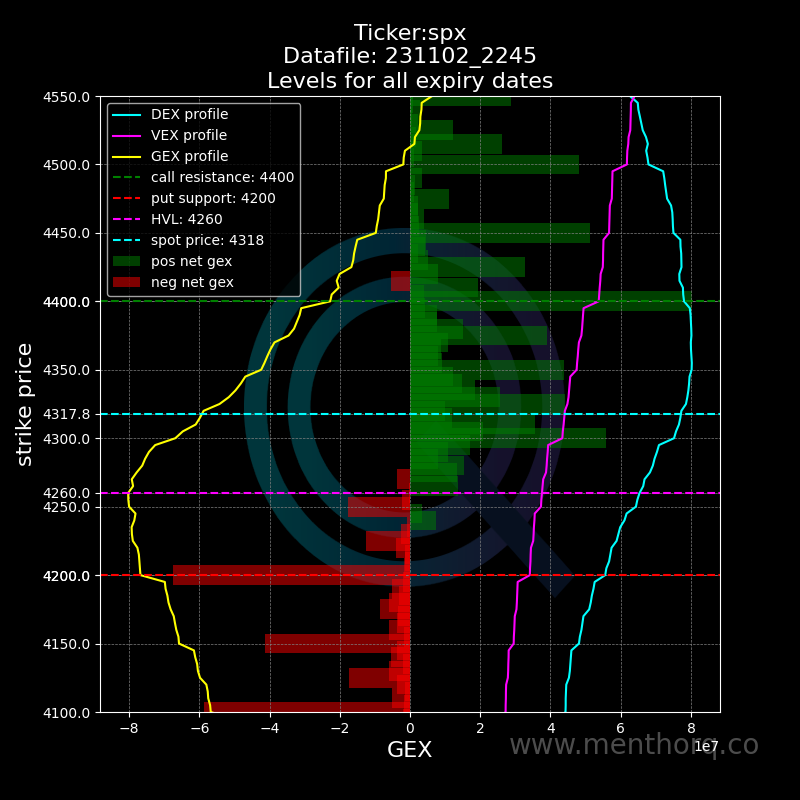 Ticker:spx
Datafile: 231102_2245
Levels for all expiry dates
DEX profile
VEX profile
GEX profile
call resistance: 4400
put support: 4200
HVL: 4260
spot price: 4318
pos net gex
neg net gex
strike price
4550.0
4500.0
4450.0
4400.0
4350.0
4317.8
4300.0
4260.0
4250.0
4200.0
4150.0
4100.0
−8 −6 −4 −2 0 2 4 6 8
1e7
GEX
www.menthorq.co